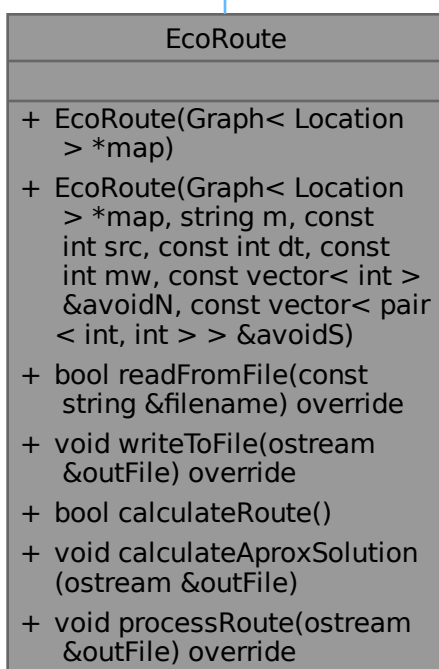 EcoRoute
+ EcoRoute(Graph< Location
> *map)
+ EcoRoute(Graph< Location
> *map, string m, const
int src, const int dt, const
int mw, const vector< int >
&avoidN, const vector< pair
< int, int > > &avoidS)
+ bool readFromFile(const
string &filename) override
+ void writeToFile(ostream
&outFile) override
+ bool calculateRoute()
+ void calculateAproxSolution
(ostream &outFile)
+ void processRoute(ostream
&outFile) override